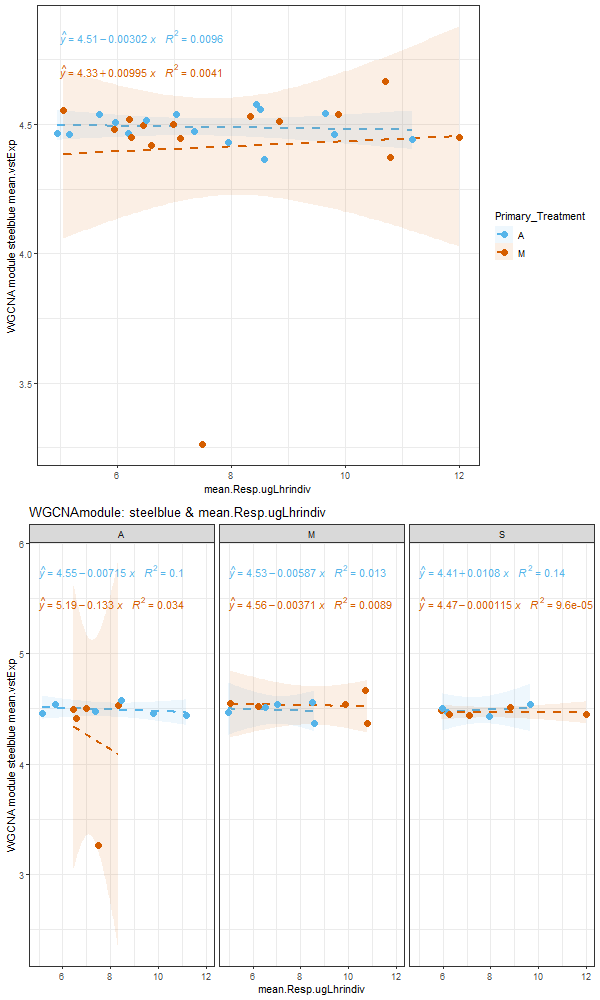 ŷ = 4.51 − 0.00302 x R² = 0.0096
ŷ = 4.33 + 0.00995 x R² = 0.0041
4.5
4.0
3.5
WGCNA module steelblue mean.vstExp
6 8 10 12
mean.Resp.ugLhrindiv
Primary_Treatment
A
M
WGCNAmodule: steelblue & mean.Resp.ugLhrindiv
A M S
ŷ = 4.55 − 0.00715 x R² = 0.1
ŷ = 5.19 − 0.133 x R² = 0.034
ŷ = 4.53 − 0.00587 x R² = 0.013
ŷ = 4.56 − 0.00371 x R² = 0.0089
ŷ = 4.41 + 0.0108 x R² = 0.14
ŷ = 4.47 − 0.000115 x R² = 9.6e-05
6
5
4
3
WGCNA module steelblue mean.vstExp
6 8 10 12 6 8 10 12 6 8 10 12
mean.Resp.ugLhrindiv